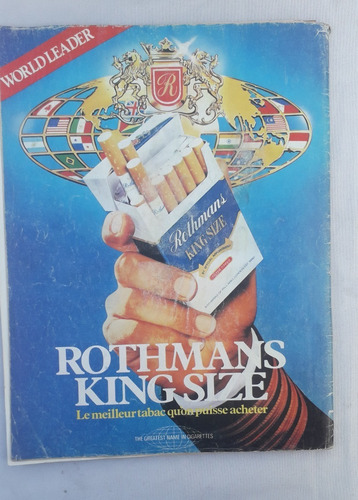 WORLD LEADER
R
Rothmans
KING SIZE
ROTHMANS
KING SIZE
Le meilleur tabac qu'on puisse acheter
THE GREATEST NAME IN CIGARETTES